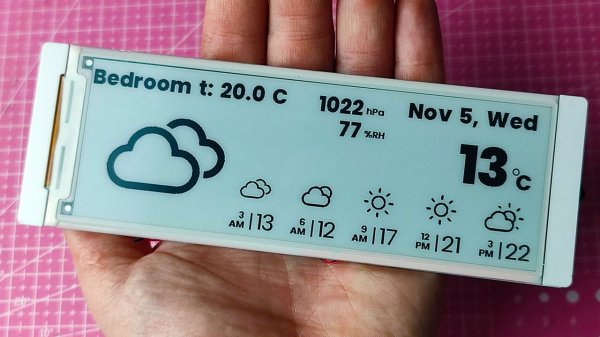 Bedroom t: 20.0 C
1022 hPa
77 %RH
Nov 5, Wed
13°C
3 AM | 13
6 AM | 12
9 AM | 17
12 PM | 21
3 PM | 22